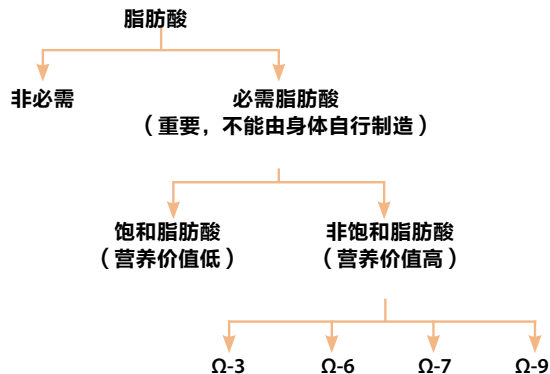 脂肪酸
非必需
必需脂肪酸
（重要，不能由身体自行制造）
饱和脂肪酸
（营养价值低）
非饱和脂肪酸
（营养价值高）
Ω-3
Ω-6
Ω-7
Ω-9